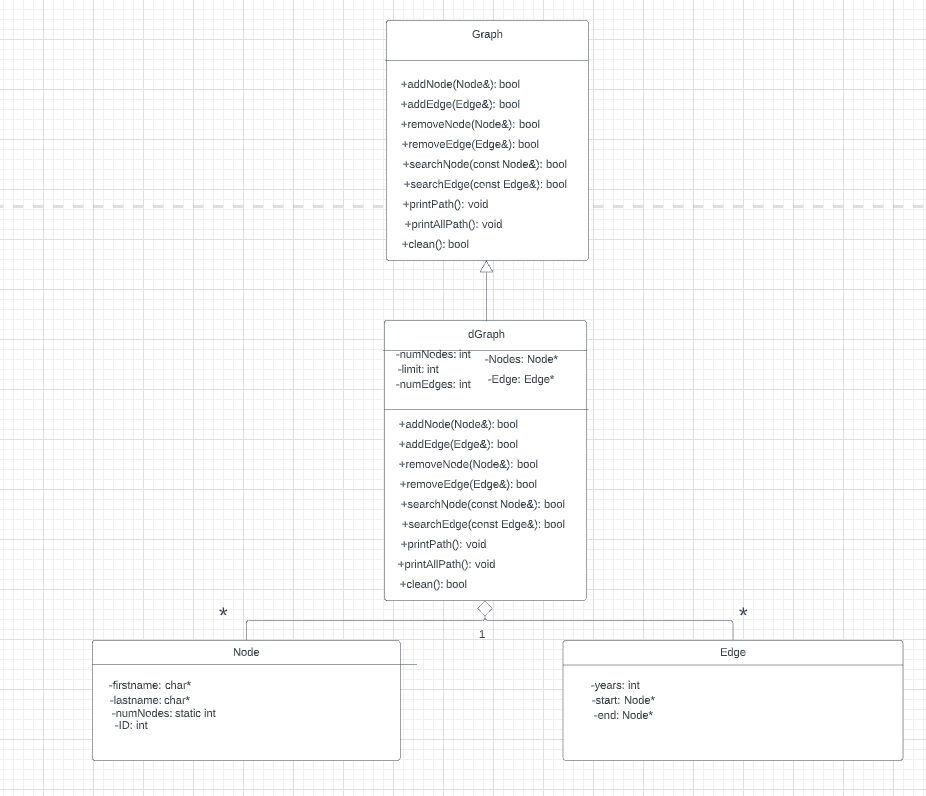 Graph
+addNode(Node&): bool
+addEdge(Edge&): bool
+removeNode(Node&): bool
+removeEdge(Edge&): bool
+searchNode(const Node&): bool
+searchEdge(const Edge&): bool
+printPath(): void
+printAllPath(): void
+clean(): bool
dGraph
-numNodes: int
-limit: int
-numEdges: int
-Nodes: Node*
-Edge: Edge*
+addNode(Node&): bool
+addEdge(Edge&): bool
+removeNode(Node&): bool
+removeEdge(Edge&): bool
+searchNode(const Node&): bool
+searchEdge(const Edge&): bool
+printPath(): void
+printAllPath(): void
+clean(): bool
*
*
1
Node
-firstname: char*
-lastname: char*
-numNodes: static int
-ID: int
Edge
-years: int
-start: Node*
-end: Node*